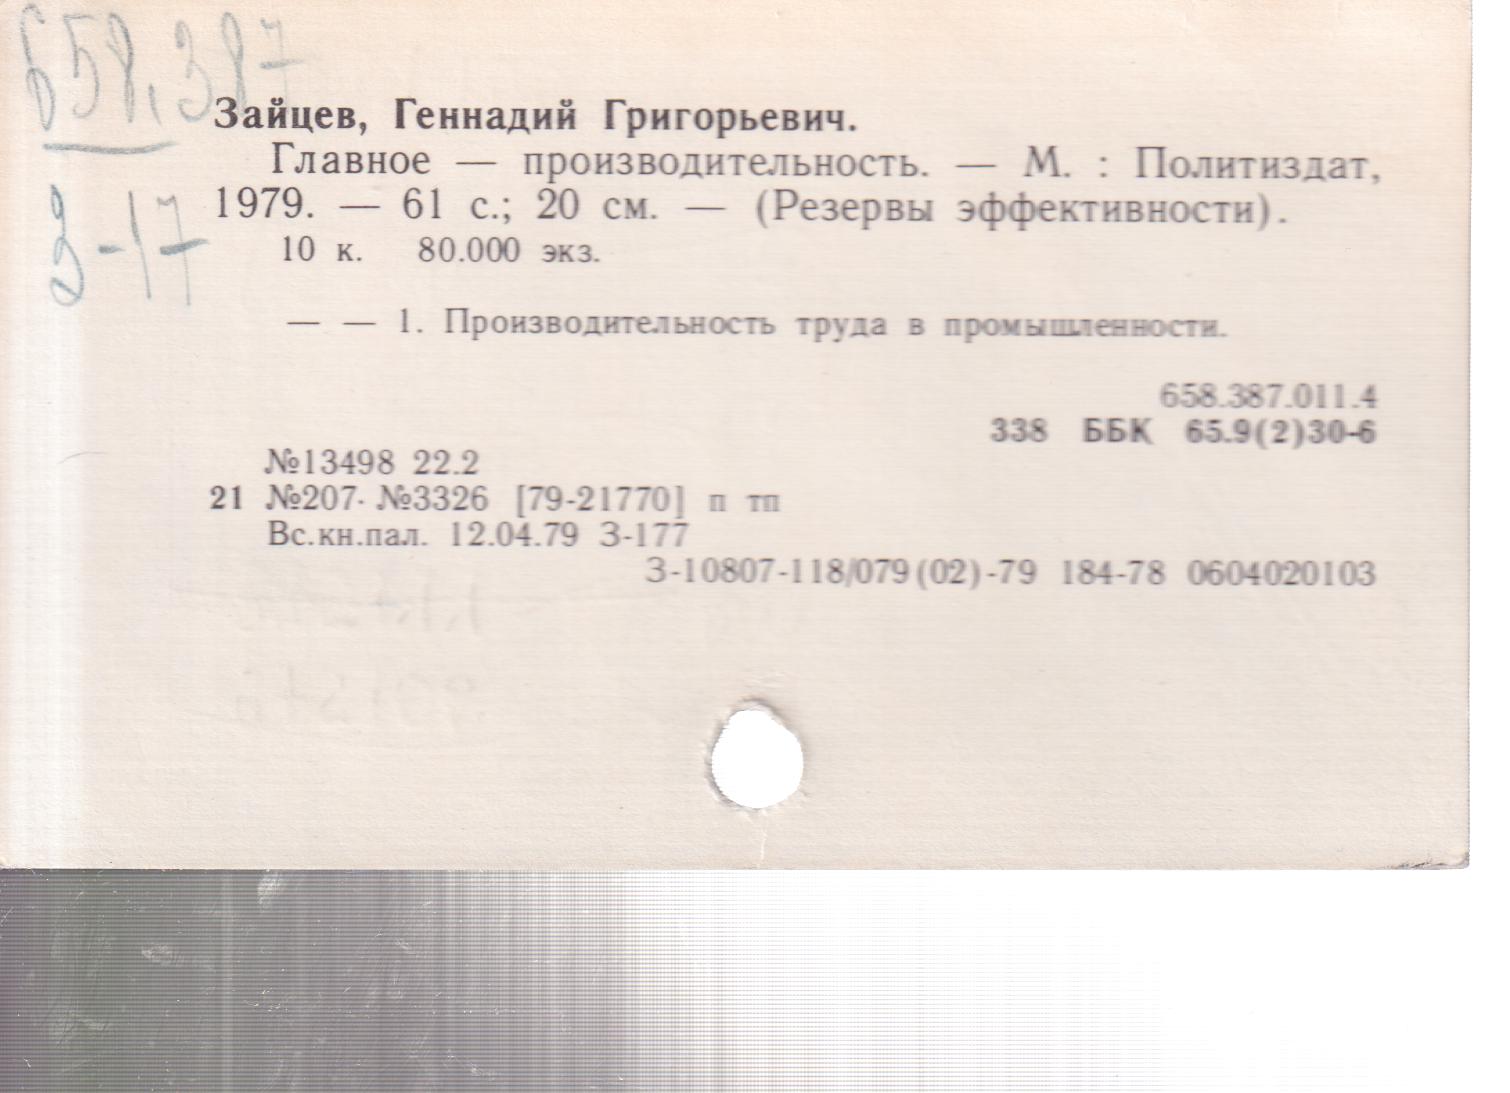 658.387
З-17
Зайцев, Геннадий Григорьевич.
Главное — производительность. — М. : Политиздат,
1979. — 61 с.; 20 см. — (Резервы эффективности).
10 к. 80.000 экз.
— — 1. Производительность труда в промышленности.
658.387.011.4
338 ББК 65.9(2)30-6
№13498 22.2
21 №207· №3326 [79-21770] п тп
Вс.кн.пал. 12.04.79 З-177
З-10807-118/079(02)-79 184-78 0604020103